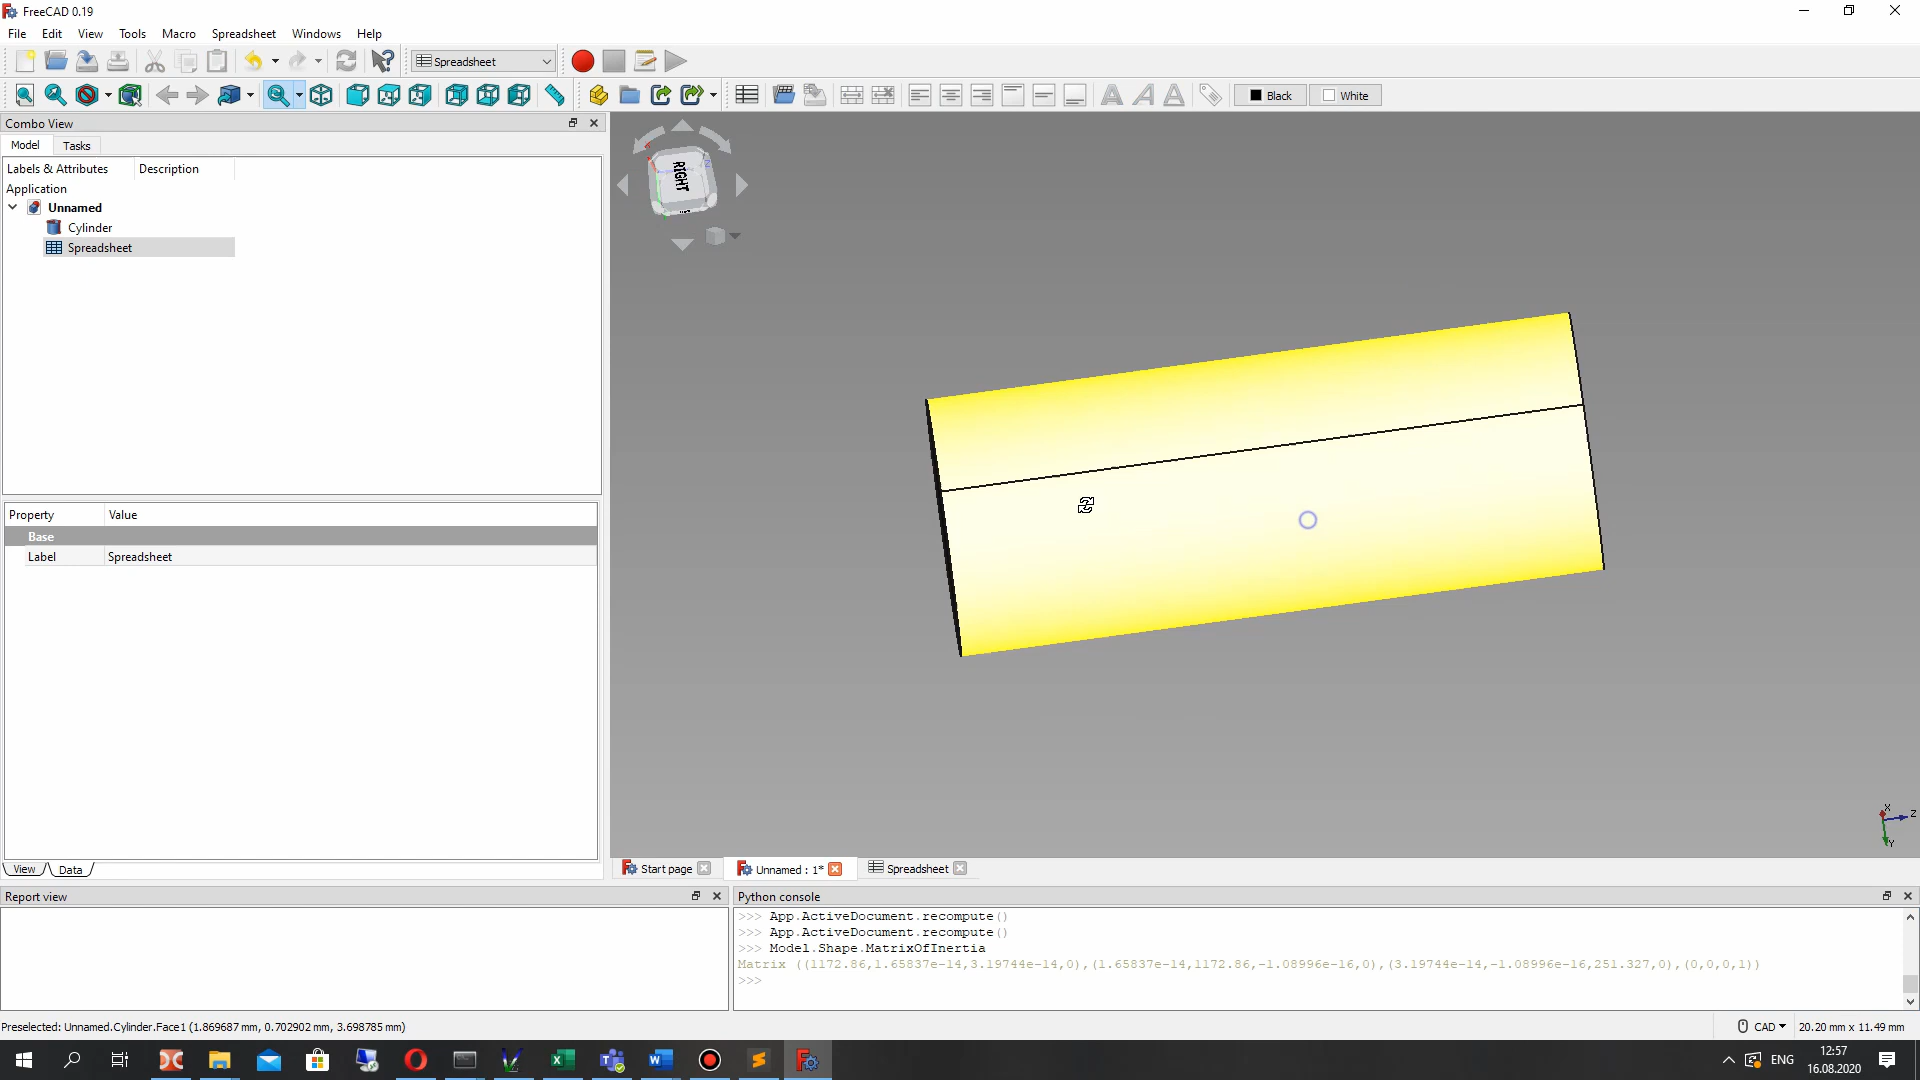 FreeCAD 0.19
File Edit View Tools Macro Spreadsheet Windows Help
Spreadsheet
Black White
Combo View
Model Tasks
Labels & Attributes Description
Application
Unnamed
Cylinder
Spreadsheet
RIGHT
Property Value
Base
Label Spreadsheet
X
Z
Y
View Data
Start page Unnamed : 1* Spreadsheet
Report view
Python console
>>> App.ActiveDocument.recompute()
>>> App.ActiveDocument.recompute()
>>> Model.Shape.MatrixOfInertia
Matrix ((1172.86,1.65837e-14,3.19744e-14,0),(1.65837e-14,1172.86,-1.08996e-16,0),(3.19744e-14,-1.08996e-16,251.327,0),(0,0,0,1))
>>>
Preselected: Unnamed.Cylinder.Face1 (1.869687 mm, 0.702902 mm, 3.698785 mm)
CAD 20.20 mm x 11.49 mm
ENG
12:57
16.08.2020